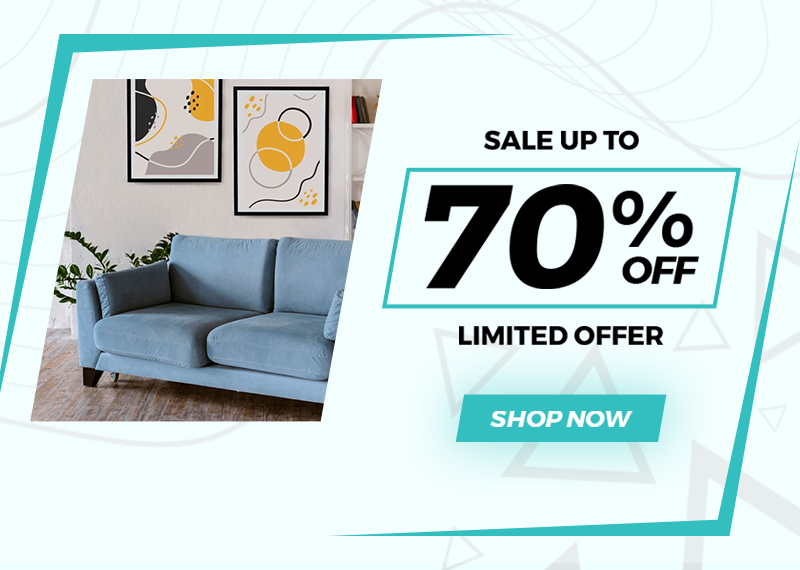 SALE UP TO
70%
OFF
LIMITED OFFER
SHOP NOW